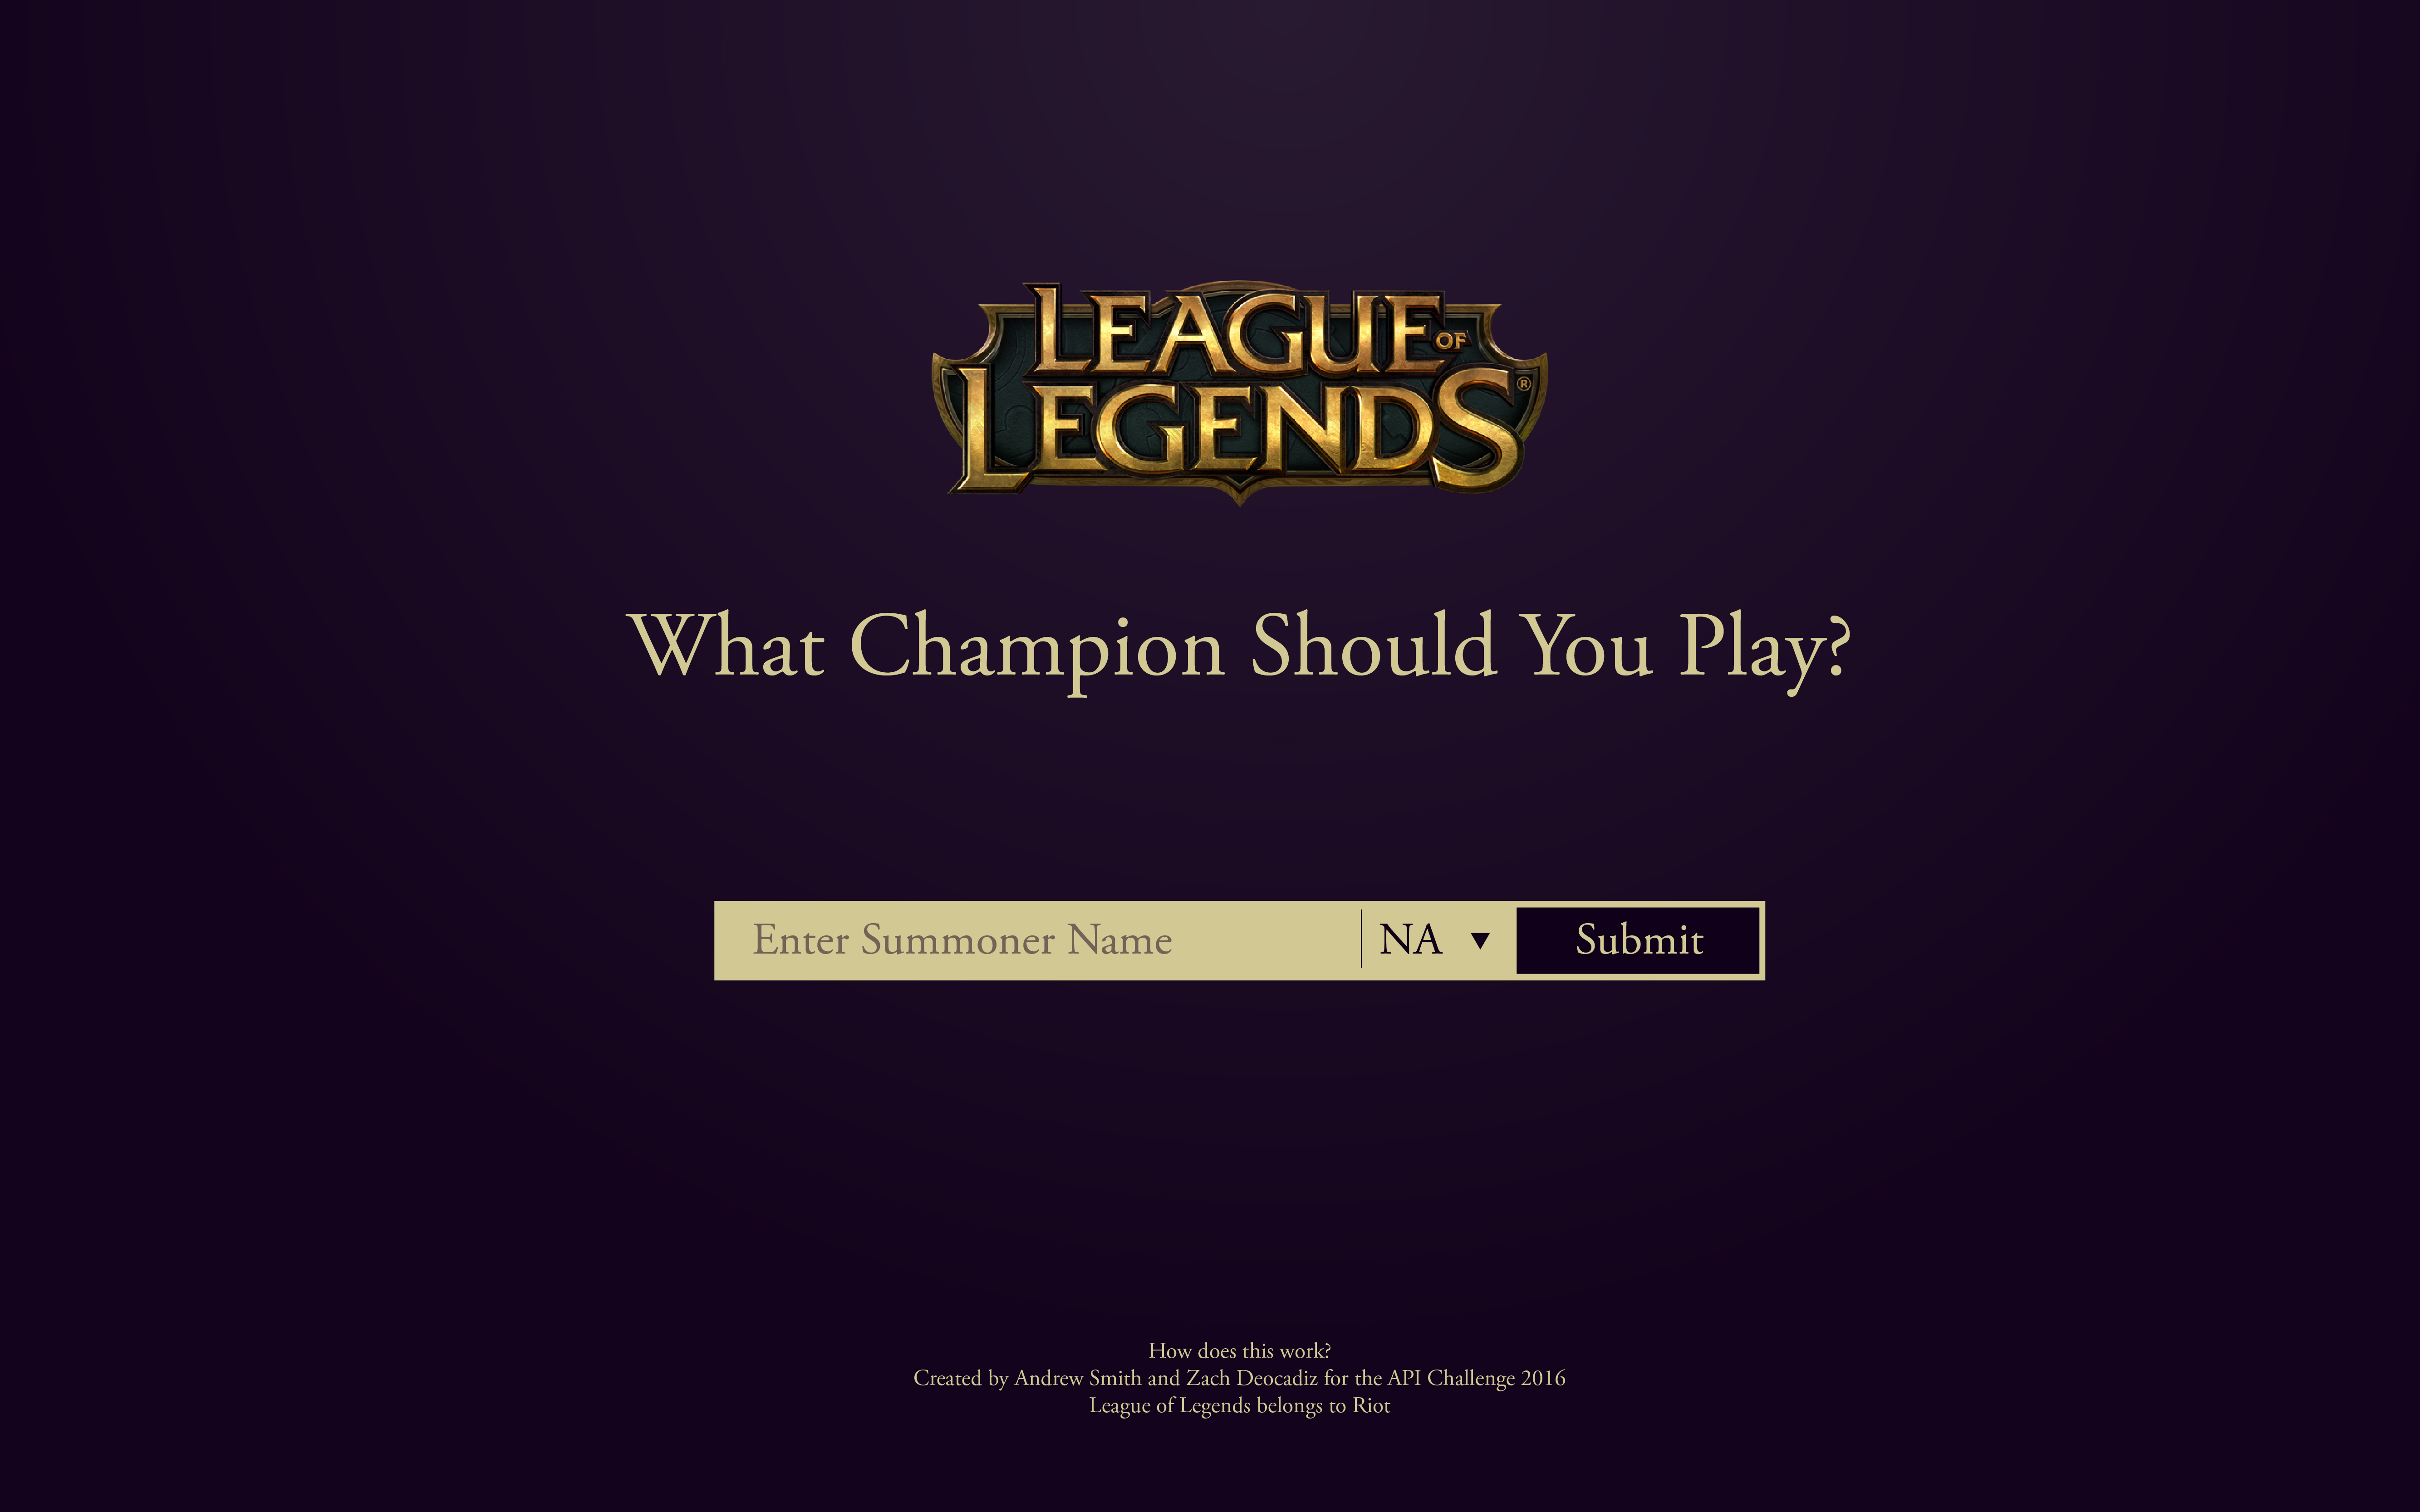 LEAGUE OF
LEGENDS®
What Champion Should You Play?
Enter Summoner Name
NA
Submit
How does this work?
Created by Andrew Smith and Zach Deocadiz for the API Challenge 2016
League of Legends belongs to Riot